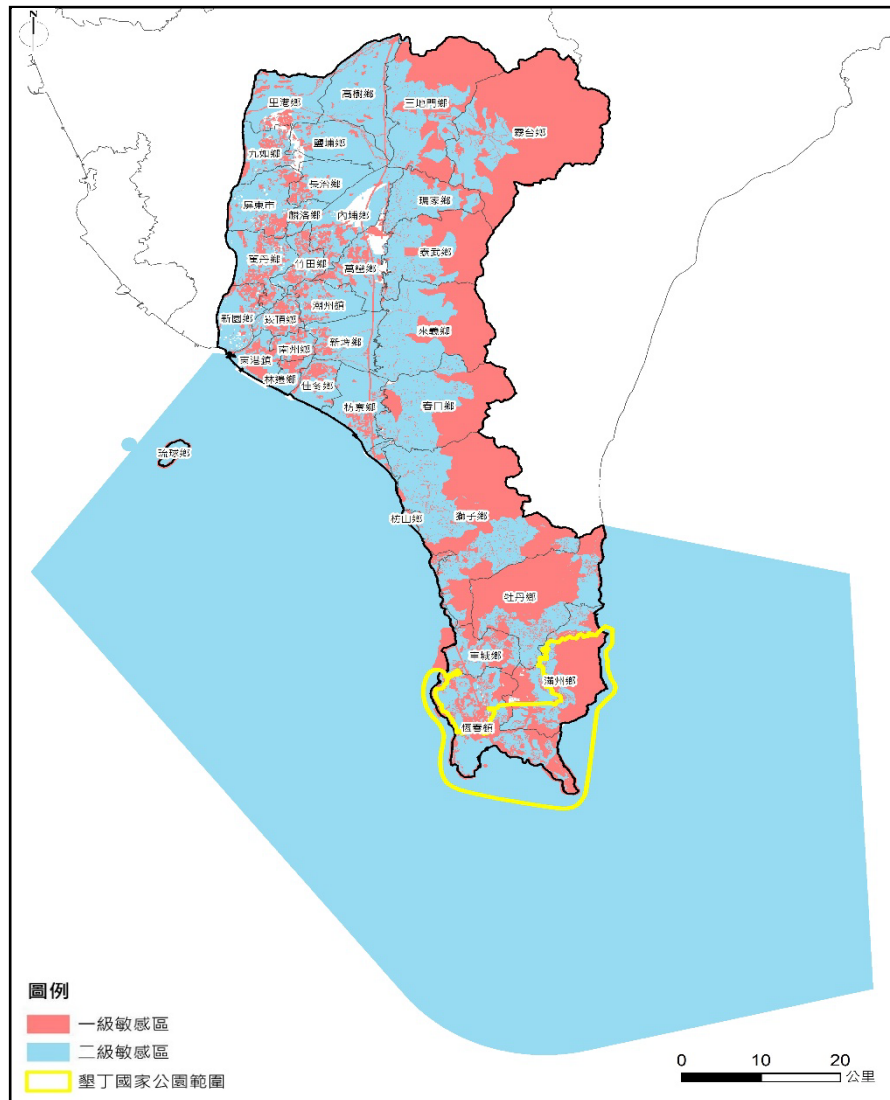 N
高樹鄉
三地門鄉
里港鄉
霧台鄉
鹽埔鄉
九如鄉
長治鄉
瑪家鄉
屏東市
麟洛鄉
內埔鄉
泰武鄉
萬丹鄉
竹田鄉
萬巒鄉
潮州鎮
新園鄉
崁頂鄉
來義鄉
新埤鄉
南州鄉
東港鎮
林邊鄉
佳冬鄉
枋寮鄉
春日鄉
琉球鄉
枋山鄉
獅子鄉
牡丹鄉
車城鄉
滿州鄉
恆春鎮
圖例
一級敏感區
二級敏感區
墾丁國家公園範圍
0 10 20
公里